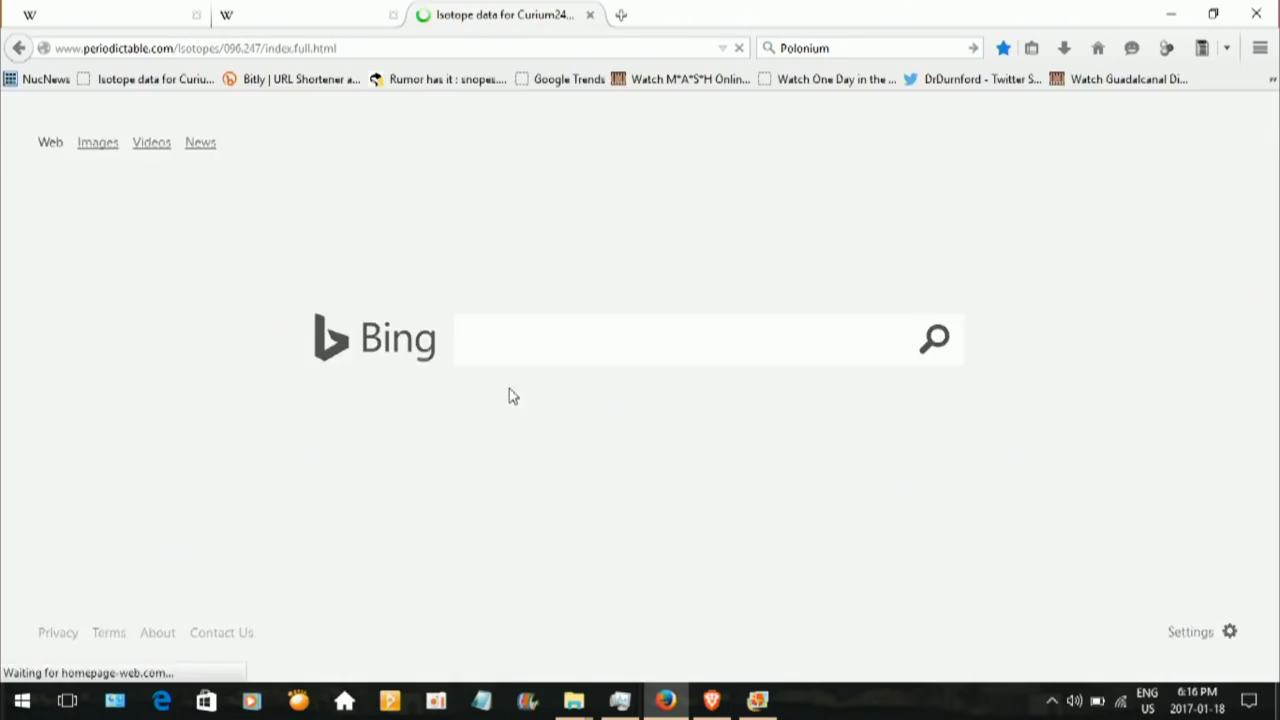 W
W
Isotope data for Curium24...
www.periodictable.com/Isotopes/096.247/index.full.html
Polonium
NucNews
Isotope data for Curiu...
Bitly | URL Shortener a...
Rumor has it : snopes....
Google Trends
Watch M*A*S*H Onlin...
Watch One Day in the ...
DrDurnford - Twitter S...
Watch Guadalcanal Di...
Web Images Videos News
Bing
Privacy Terms About Contact Us
Settings
Waiting for homepage-web.com...
ENG
US
6:16 PM
2017-01-18